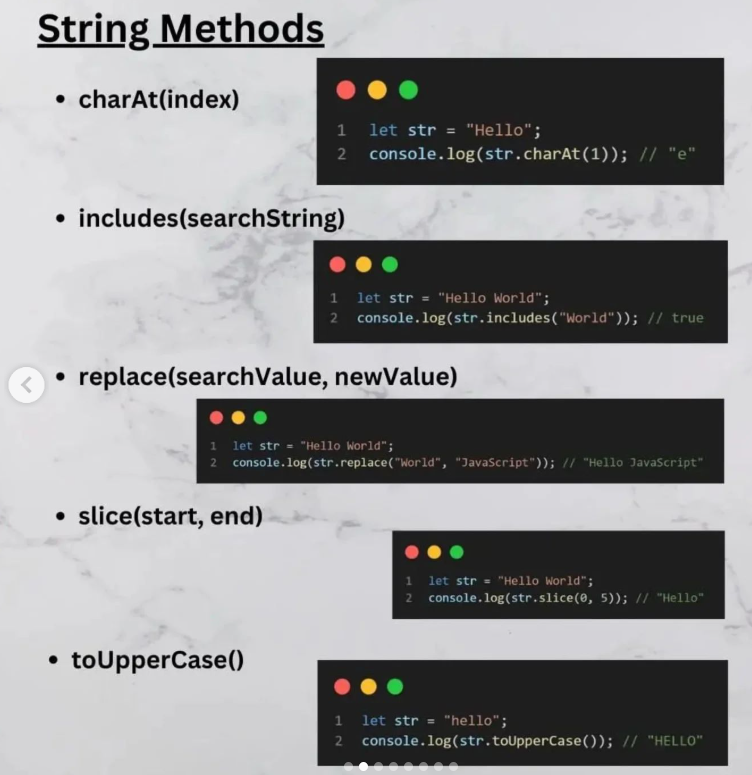 String Methods
• charAt(index)
1 let str = "Hello";
2 console.log(str.charAt(1)); // "e"
• includes(searchString)
1 let str = "Hello World";
2 console.log(str.includes("World")); // true
• replace(searchValue, newValue)
1 let str = "Hello World";
2 console.log(str.replace("World", "JavaScript")); // "Hello JavaScript"
• slice(start, end)
1 let str = "Hello World";
2 console.log(str.slice(0, 5)); // "Hello"
• toUpperCase()
1 let str = "hello";
2 console.log(str.toUpperCase()); // "HELLO"